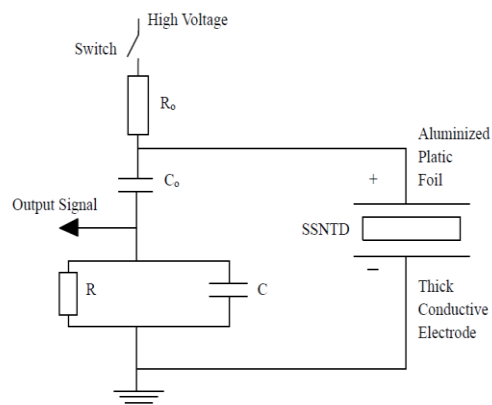 High Voltage
Switch
Rₒ
Aluminized
Platic
Foil
+
Cₒ
Output Signal
SSNTD
−
R
C
Thick
Conductive
Electrode